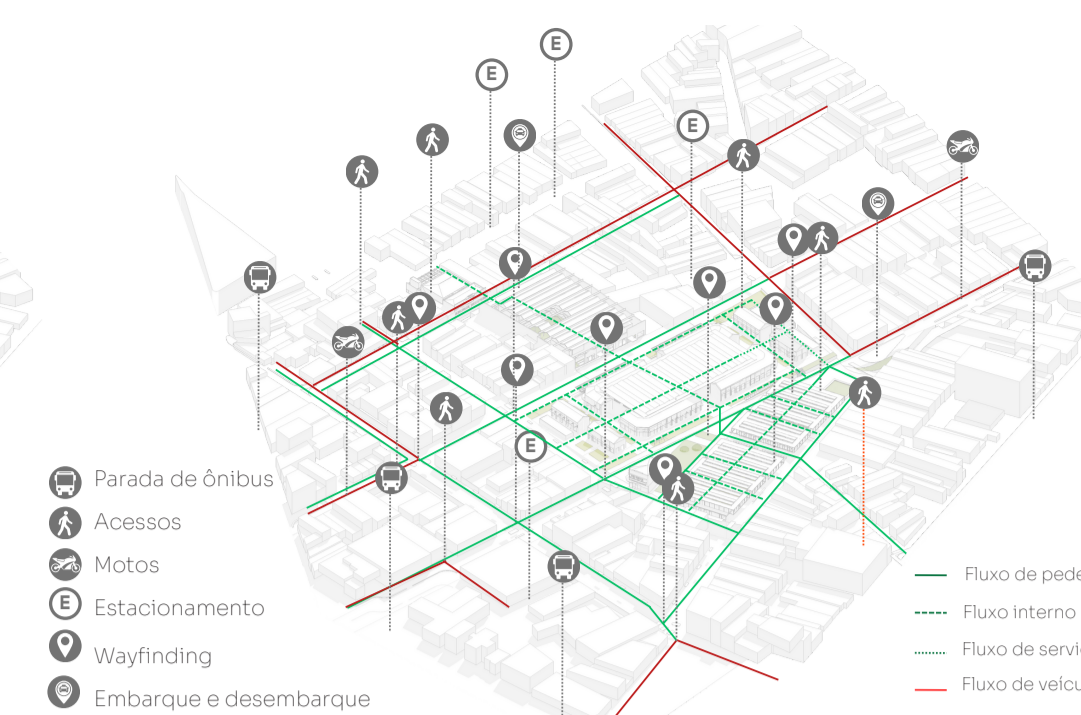 E
E
E
E
Parada de ônibus
Acessos
Motos
E Estacionamento
Wayfinding
Embarque e desembarque
Fluxo de pede
Fluxo interno
Fluxo de servi
Fluxo de veícu